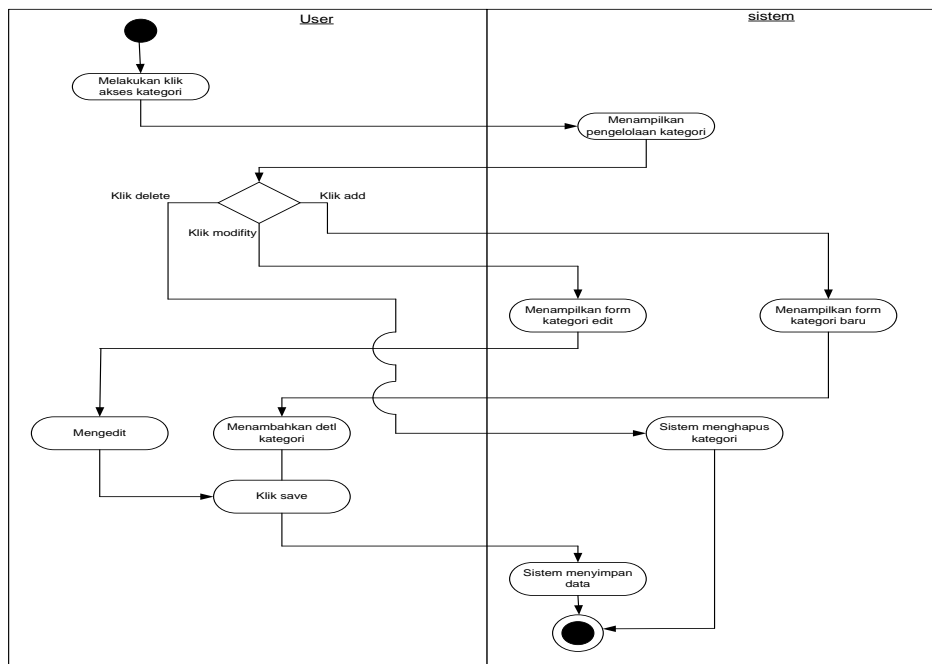 User
sistem
Melakukan klik
akses kategori
Menampilkan
pengelolaan kategori
Klik delete
Klik add
Klik modifity
Menampilkan form
kategori edit
Menampilkan form
kategori baru
Mengedit
Menambahkan detl
kategori
Sistem menghapus
kategori
Klik save
Sistem menyimpan
data